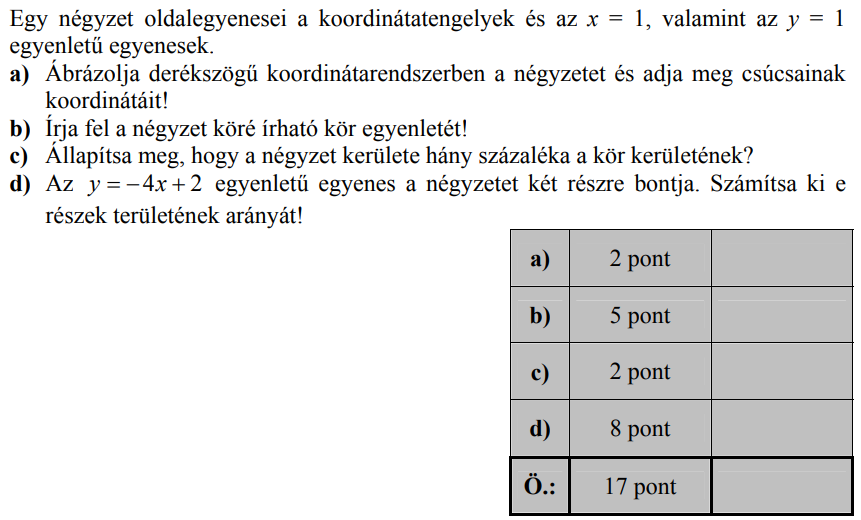 Egy négyzet oldalegyenesei a koordinátatengelyek és az x = 1, valamint az y = 1
egyenletű egyenesek.
a) Ábrázolja derékszögű koordinátarendszerben a négyzetet és adja meg csúcsainak
koordinátáit!
b) Írja fel a négyzet köré írható kör egyenletét!
c) Állapítsa meg, hogy a négyzet kerülete hány százaléka a kör kerületének?
d) Az y = −4x + 2 egyenletű egyenes a négyzetet két részre bontja. Számítsa ki e
részek területének arányát!
a) 2 pont
b) 5 pont
c) 2 pont
d) 8 pont
Ö.: 17 pont